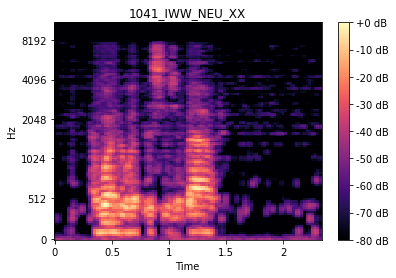 1041_IWW_NEU_XX
+0 dB
8192
-10 dB
4096
-20 dB
-30 dB
2048
Hz
-40 dB
1024
-50 dB
512
-60 dB
-70 dB
0
-80 dB
0 0.5 1 1.5 2
Time